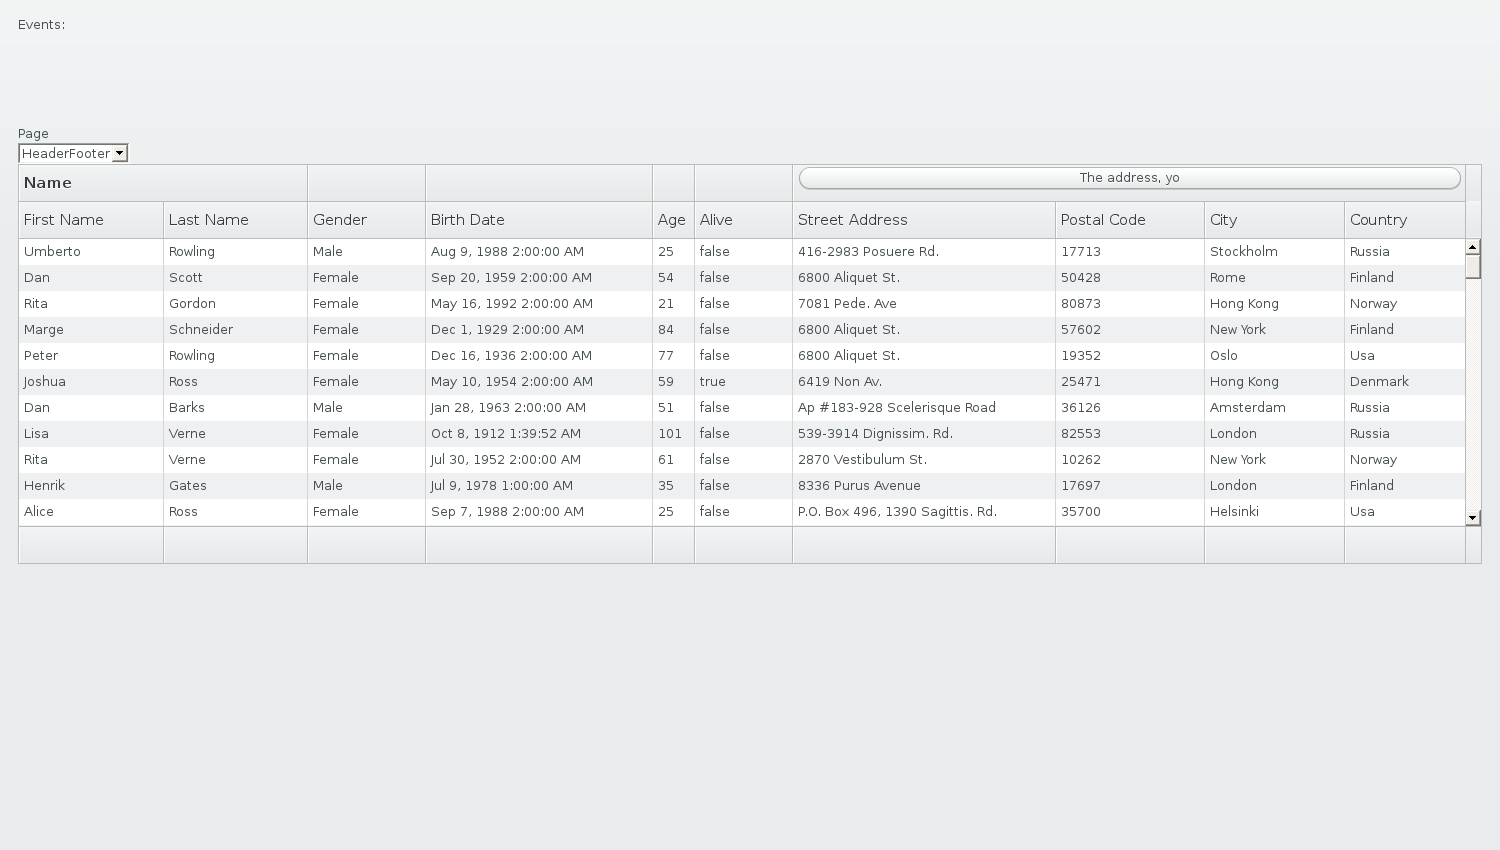 Events:
Page
HeaderFooter
Name The address, yo
First Name Last Name Gender Birth Date Age Alive Street Address Postal Code City Country
Umberto Rowling Male Aug 9, 1988 2:00:00 AM 25 false 416-2983 Posuere Rd. 17713 Stockholm Russia
Dan Scott Female Sep 20, 1959 2:00:00 AM 54 false 6800 Aliquet St. 50428 Rome Finland
Rita Gordon Female May 16, 1992 2:00:00 AM 21 false 7081 Pede. Ave 80873 Hong Kong Norway
Marge Schneider Female Dec 1, 1929 2:00:00 AM 84 false 6800 Aliquet St. 57602 New York Finland
Peter Rowling Female Dec 16, 1936 2:00:00 AM 77 false 6800 Aliquet St. 19352 Oslo Usa
Joshua Ross Female May 10, 1954 2:00:00 AM 59 true 6419 Non Av. 25471 Hong Kong Denmark
Dan Barks Male Jan 28, 1963 2:00:00 AM 51 false Ap #183-928 Scelerisque Road 36126 Amsterdam Russia
Lisa Verne Female Oct 8, 1912 1:39:52 AM 101 false 539-3914 Dignissim. Rd. 82553 London Russia
Rita Verne Female Jul 30, 1952 2:00:00 AM 61 false 2870 Vestibulum St. 10262 New York Norway
Henrik Gates Male Jul 9, 1978 1:00:00 AM 35 false 8336 Purus Avenue 17697 London Finland
Alice Ross Female Sep 7, 1988 2:00:00 AM 25 false P.O. Box 496, 1390 Sagittis. Rd. 35700 Helsinki Usa